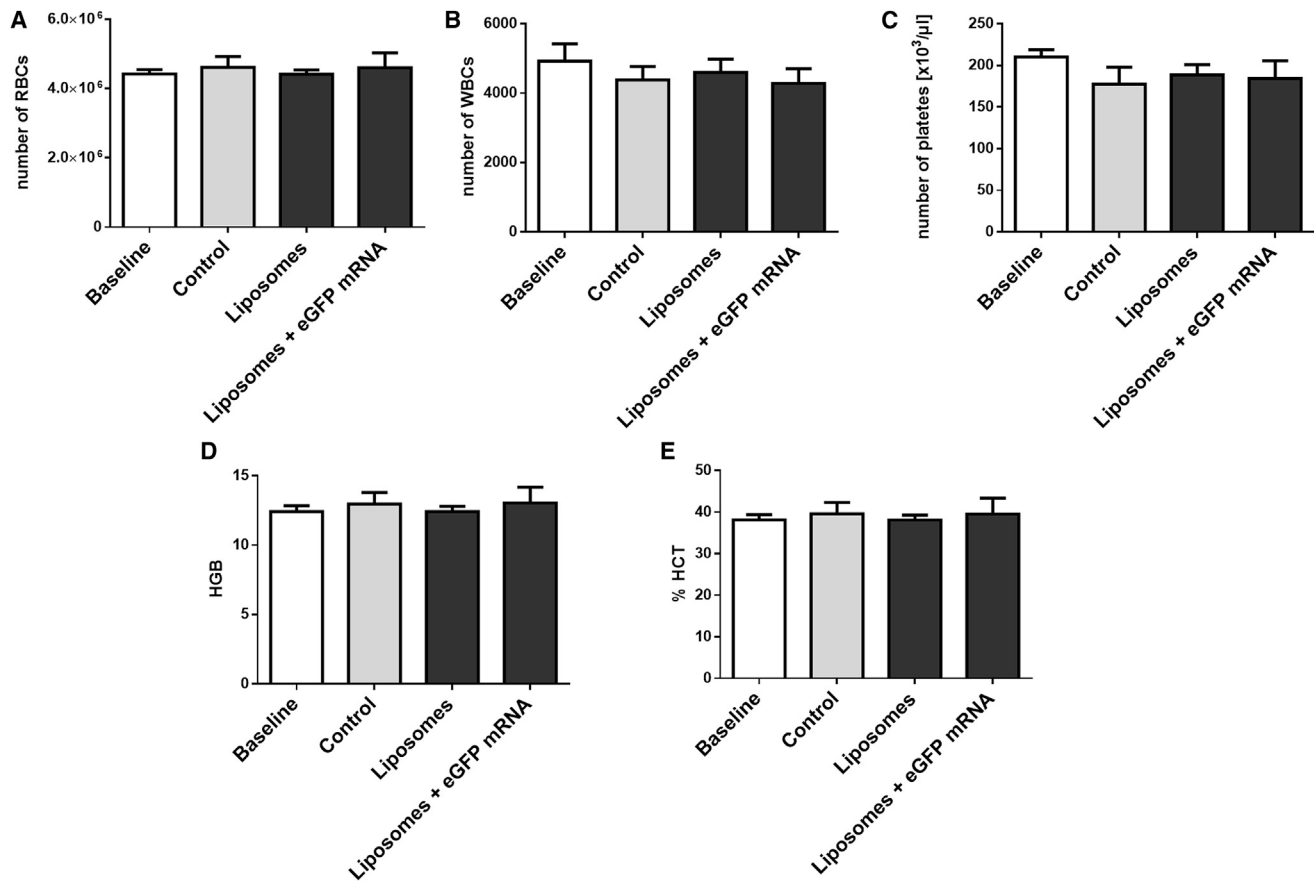 A
number of RBCs
6.0×10⁶
4.0×10⁶
2.0×10⁶
0
Baseline
Control
Liposomes
Liposomes + eGFP mRNA
B
number of WBCs
6000
4000
2000
0
Baseline
Control
Liposomes
Liposomes + eGFP mRNA
C
number of platetes [x10³/µl]
250
200
150
100
50
0
Baseline
Control
Liposomes
Liposomes + eGFP mRNA
D
HGB
15
10
5
0
Baseline
Control
Liposomes
Liposomes + eGFP mRNA
E
% HCT
50
40
30
20
10
0
Baseline
Control
Liposomes
Liposomes + eGFP mRNA